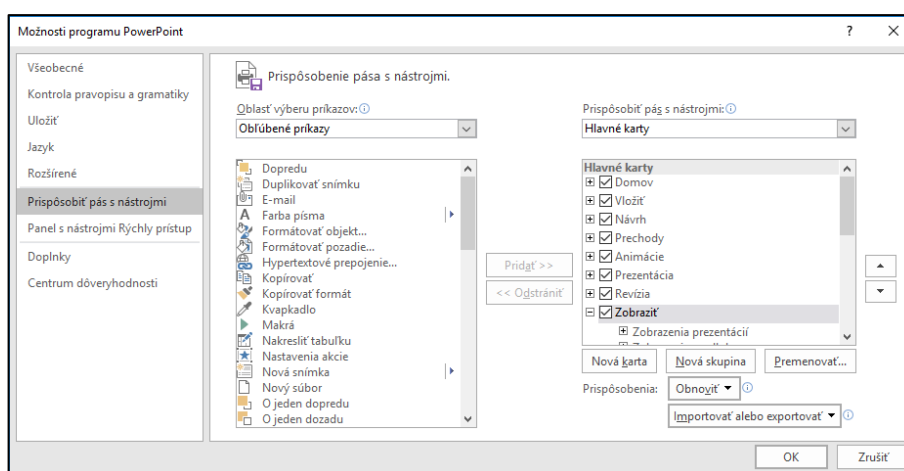 Možnosti programu PowerPoint
?
Všeobecné
Kontrola pravopisu a gramatiky
Uložiť
Jazyk
Rozšírené
Prispôsobiť pás s nástrojmi
Panel s nástrojmi Rýchly prístup
Doplnky
Centrum dôveryhodnosti
Prispôsobenie pása s nástrojmi.
Oblasť výberu príkazov:
Obľúbené príkazy
Dopredu
Duplikovať snímku
E-mail
Farba písma
Formátovať objekt...
Formátovať pozadie...
Hypertextové prepojenie...
Kopírovať
Kopírovať formát
Kvapkadlo
Makrá
Nakresliť tabuľku
Nastavenia akcie
Nová snímka
Nový súbor
O jeden dopredu
O jeden dozadu
Pridať >>
<< Odstrániť
Prispôsobiť pás s nástrojmi:
Hlavné karty
Hlavné karty
Domov
Vložiť
Návrh
Prechody
Animácie
Prezentácia
Revízia
Zobraziť
Zobrazenia prezentácií
Nová karta
Nová skupina
Premenovať...
Prispôsobenia:
Obnoviť
Importovať alebo exportovať
OK
Zrušiť